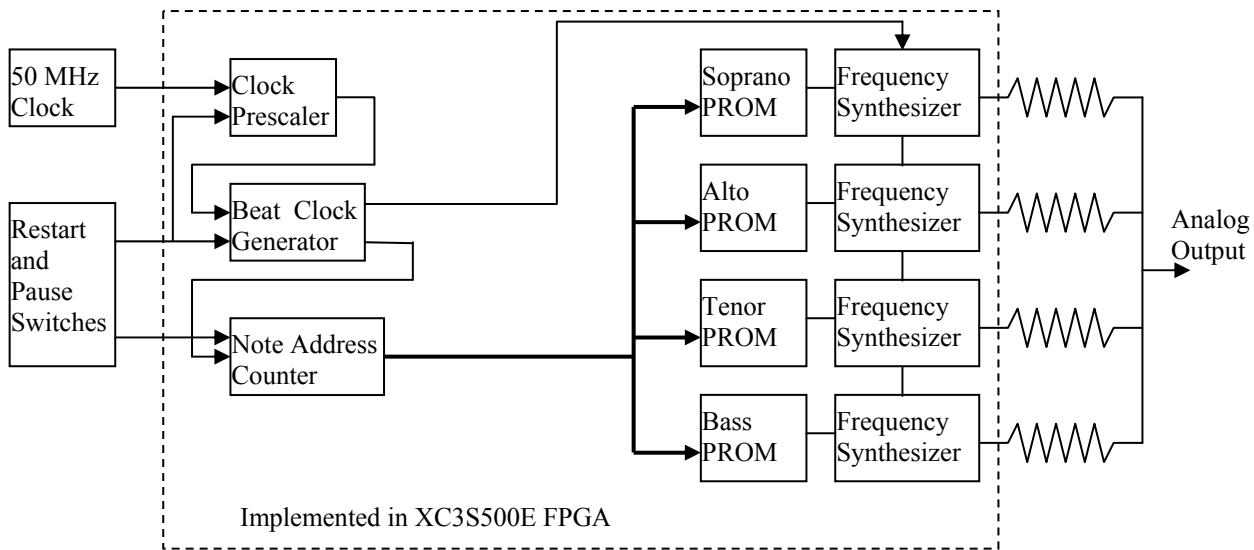 50 MHz
Clock
Clock
Prescaler
Restart
and
Pause
Switches
Beat Clock
Generator
Note Address
Counter
Soprano
PROM
Frequency
Synthesizer
Alto
PROM
Frequency
Synthesizer
Tenor
PROM
Frequency
Synthesizer
Bass
PROM
Frequency
Synthesizer
Analog
Output
Implemented in XC3S500E FPGA